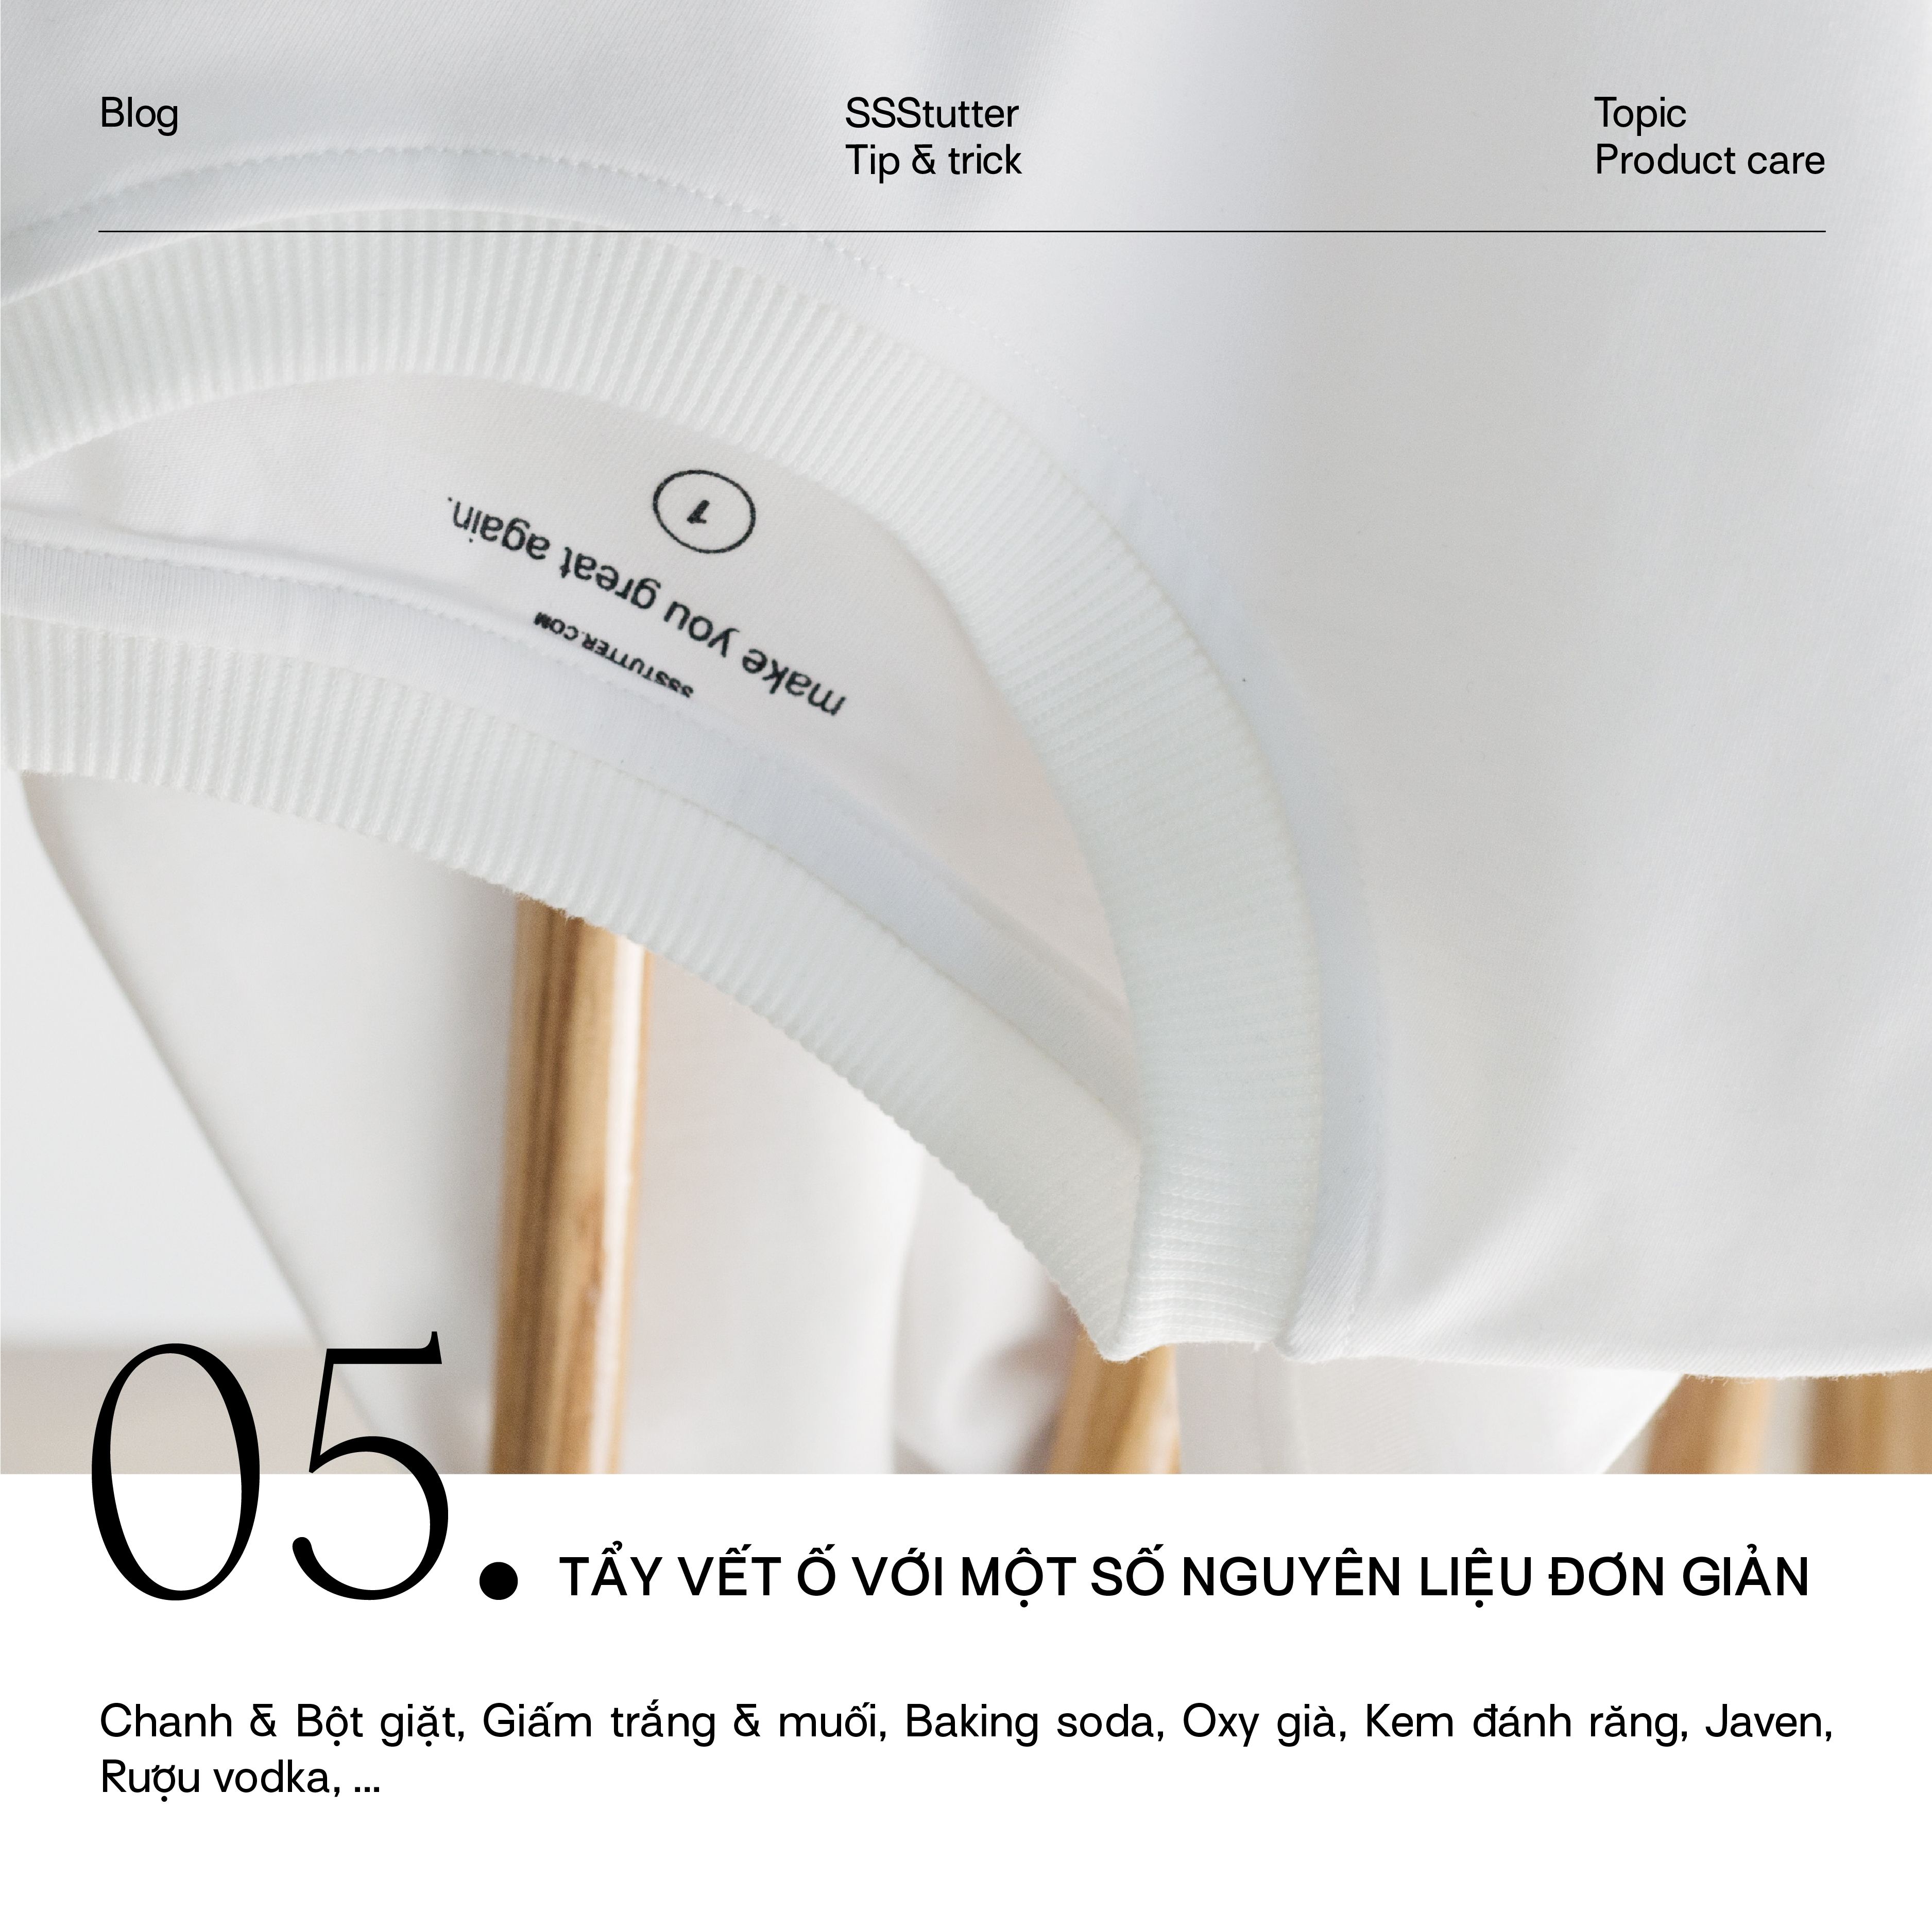 Blog
SSStutter
Tip & trick
Topic
Product care
1
make you great again.
SSSTUTTER.COM
05.
TẨY VẾT Ố VỚI MỘT SỐ NGUYÊN LIỆU ĐƠN GIẢN
Chanh & Bột giặt, Giấm trắng & muối, Baking soda, Oxy già, Kem đánh răng, Javen,
Rượu vodka, ...